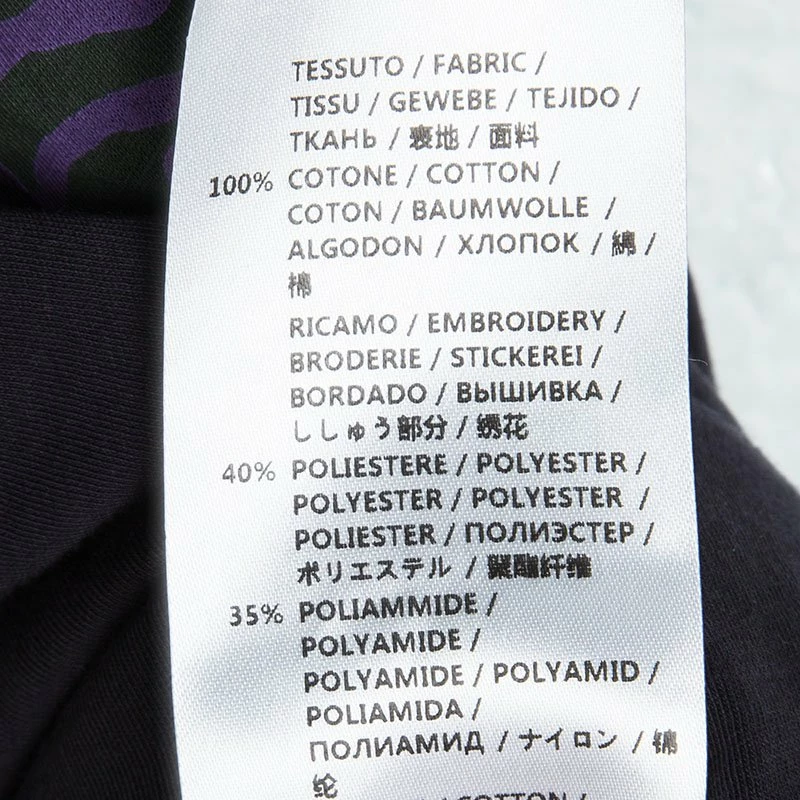 TESSUTO / FABRIC /
TISSU / GEWEBE / TEJIDO /
ТКАНЬ / 表地 / 面料
100% COTONE / COTTON /
COTON / BAUMWOLLE /
ALGODON / ХЛОПОК / 綿 /
棉
RICAMO / EMBROIDERY /
BRODERIE / STICKEREI /
BORDADO / ВЫШИВКА /
ししゅう部分 / 绣花
40% POLIESTERE / POLYESTER /
POLYESTER / POLYESTER /
POLIESTER / ПОЛИЭСТЕР /
ポリエステル / 聚酯纤维
35% POLIAMMIDE /
POLYAMIDE /
POLYAMIDE / POLYAMID /
POLIAMIDA /
ПОЛИАМИД / ナイロン / 锦
纶
/ COTTON /